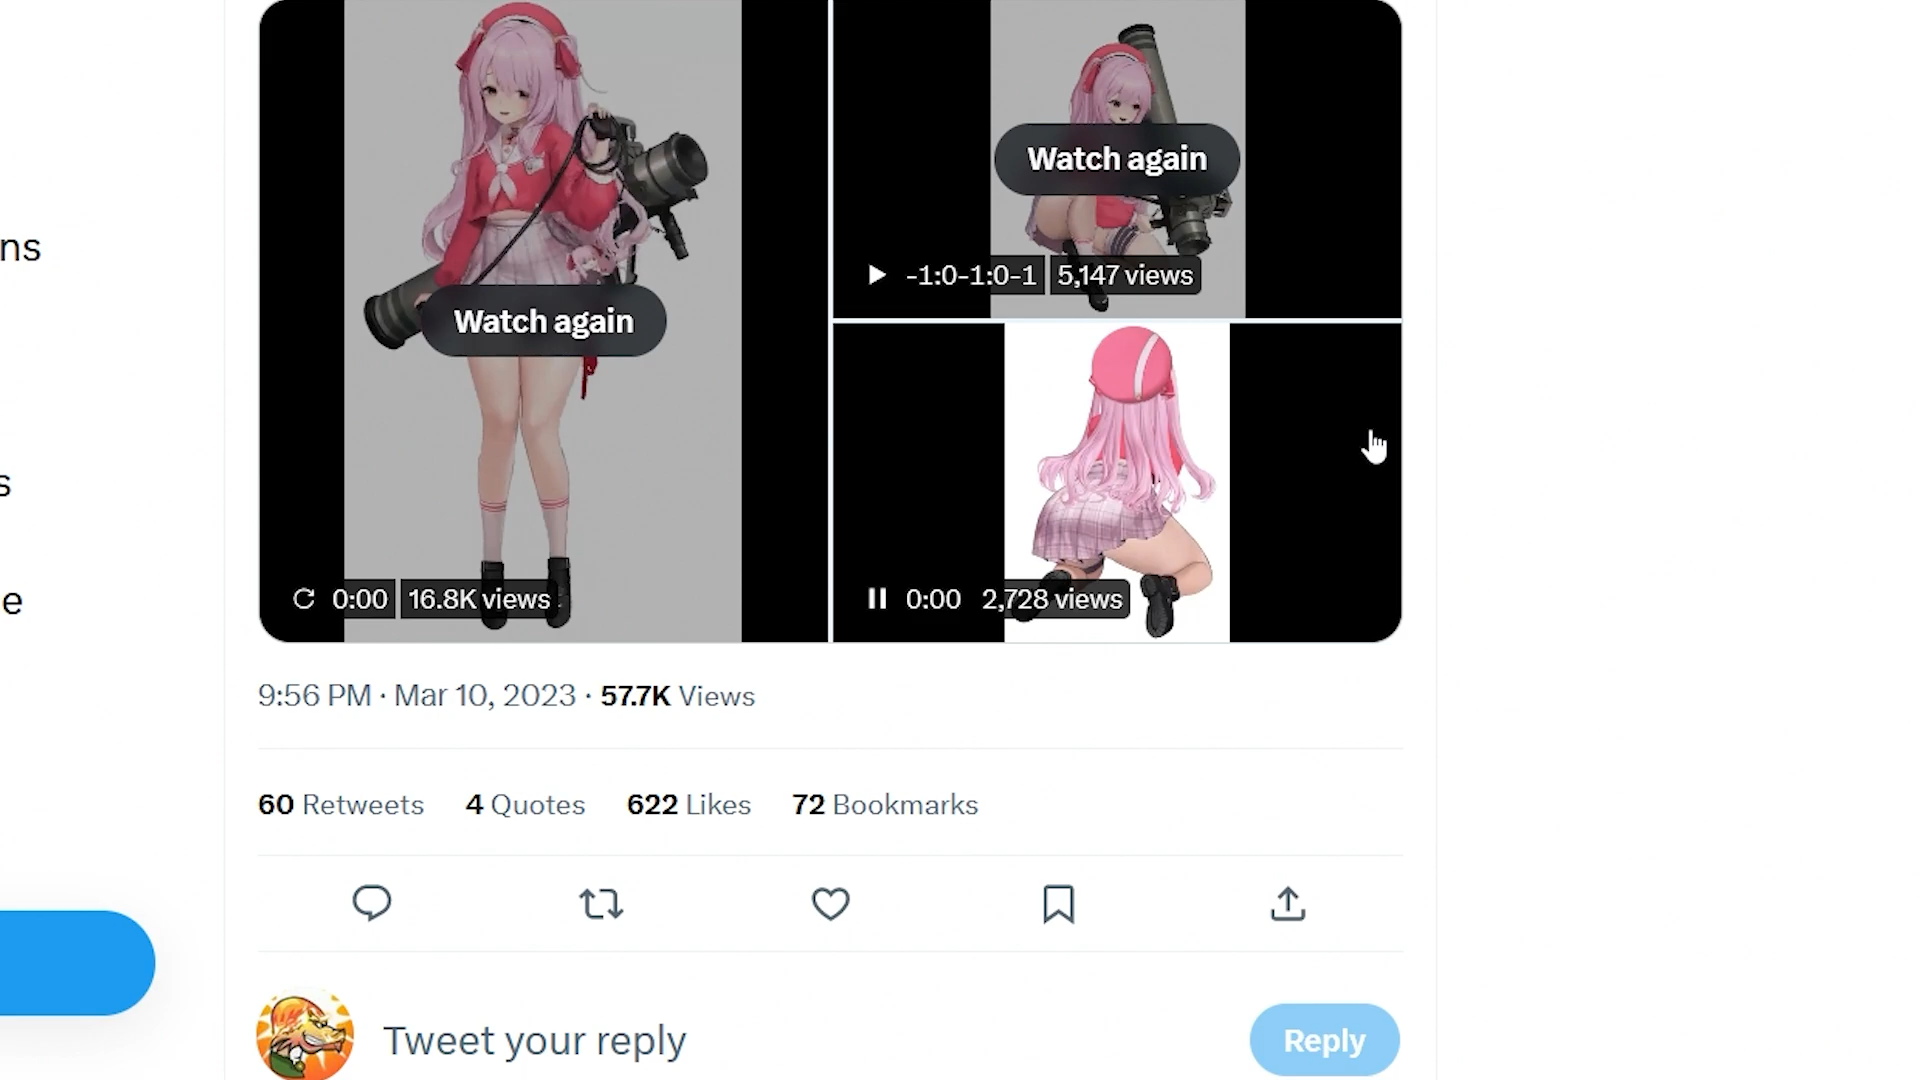 Watch again
-1:0-1:0-1 5,147 views
ns
Watch again
s
e
0:00 16.8K views
0:00 2,728 views
9:56 PM · Mar 10, 2023 · 57.7K Views
60 Retweets 4 Quotes 622 Likes 72 Bookmarks
Tweet your reply
Reply